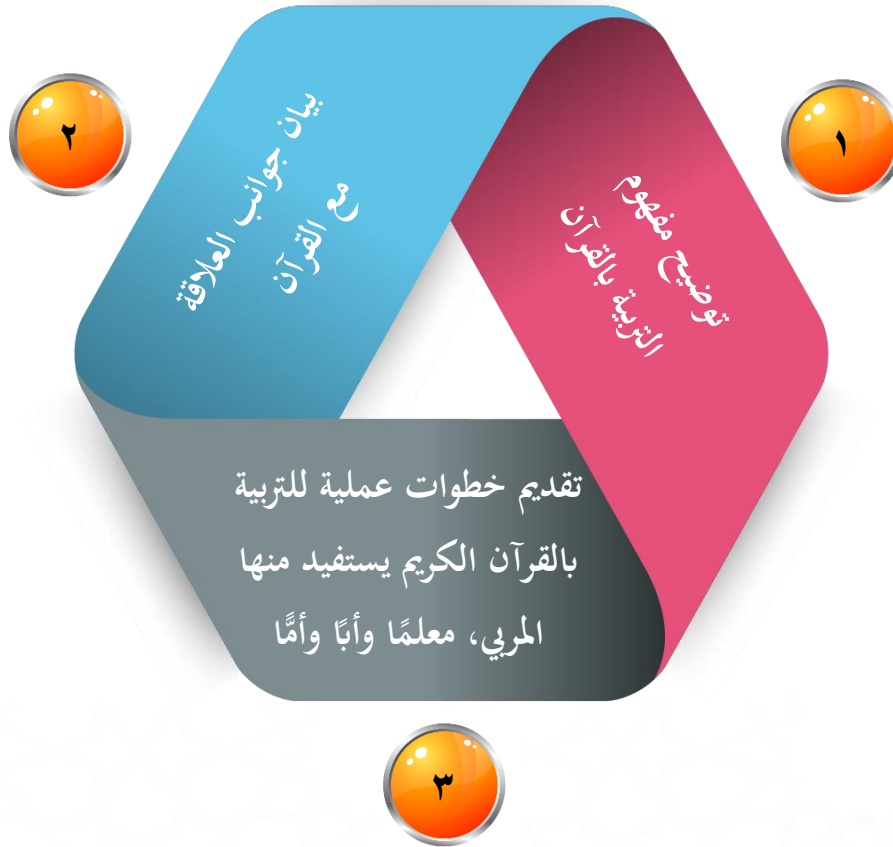 ١
توضيح مفهوم
التربية بالقرآن
٢
بيان جوانب العلاقة
مع القرآن
تقديم خطوات عملية للتربية
بالقرآن الكريم يستفيد منها
المربي، معلمًا وأبًا وأمًّا
٣